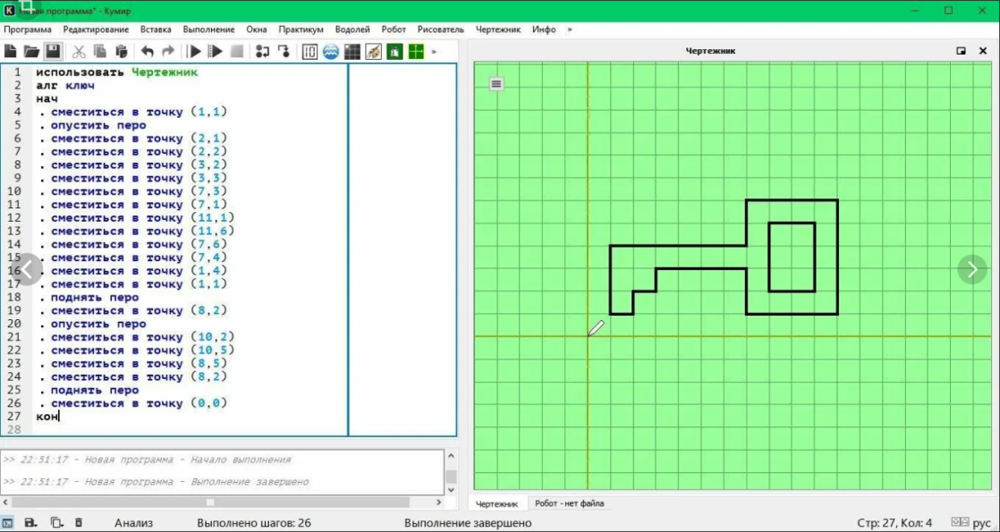 Новая программа* - Кумир
Программа Редактирование Вставка Выполнение Окна Практикум Водолей Робот Рисователь Чертежник Инфо »
»
Чертежник
1 использовать Чертежник
2 алг ключ
3 нач
4 . сместиться в точку (1,1)
5 . опустить перо
6 . сместиться в точку (2,1)
7 . сместиться в точку (2,2)
8 . сместиться в точку (3,2)
9 . сместиться в точку (3,3)
10 . сместиться в точку (7,3)
11 . сместиться в точку (7,1)
12 . сместиться в точку (11,1)
13 . сместиться в точку (11,6)
14 . сместиться в точку (7,6)
15 . сместиться в точку (7,4)
16 . сместиться в точку (1,4)
17 . сместиться в точку (1,1)
18 . поднять перо
19 . сместиться в точку (8,2)
20 . опустить перо
21 . сместиться в точку (10,2)
22 . сместиться в точку (10,5)
23 . сместиться в точку (8,5)
24 . сместиться в точку (8,2)
25 . поднять перо
26 . сместиться в точку (0,0)
27 кон
28
>> 22:51:17 - Новая программа - Начало выполнения
>> 22:51:17 - Новая программа - Выполнение завершено
Чертежник Робот - нет файла
Анализ Выполнено шагов: 26 Выполнение завершено Стр: 27, Кол: 4 рус